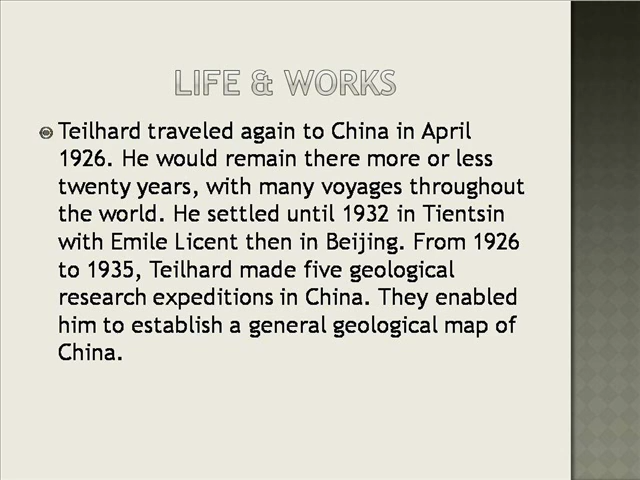 LIFE & WORKS
Teilhard traveled again to China in April
1926. He would remain there more or less
twenty years, with many voyages throughout
the world. He settled until 1932 in Tientsin
with Emile Licent then in Beijing. From 1926
to 1935, Teilhard made five geological
research expeditions in China. They enabled
him to establish a general geological map of
China.